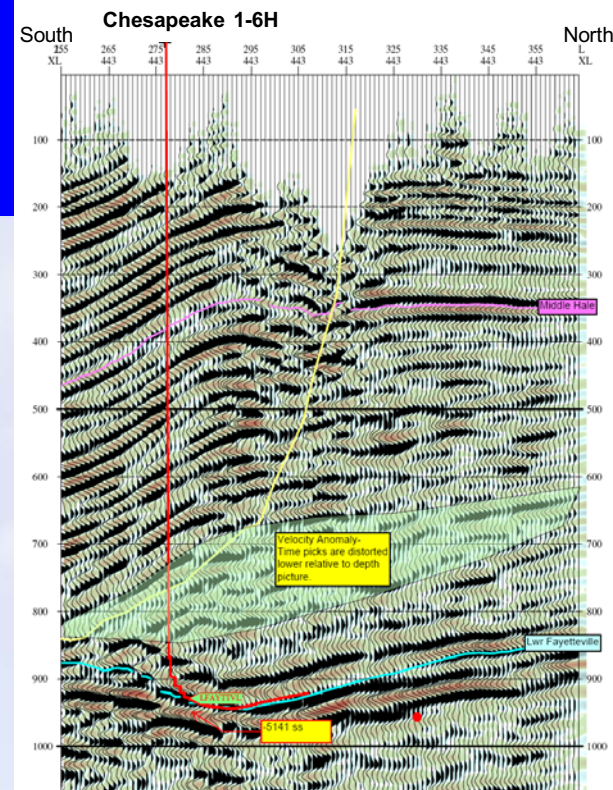 Chesapeake 1-6H
South
North
255 265 275 285 295 305 315 325 335 345 355 L
XL 443 443 443 443 443 443 443 443 443 443 XL
100 100
200 200
300 300
Middle Hale
400 400
500 500
600 600
Velocity Anomaly-
Time picks are distorted
lower relative to depth
picture.
700 700
800 800
Lwr Fayetteville
900 900
-5141 ss
1000 1000